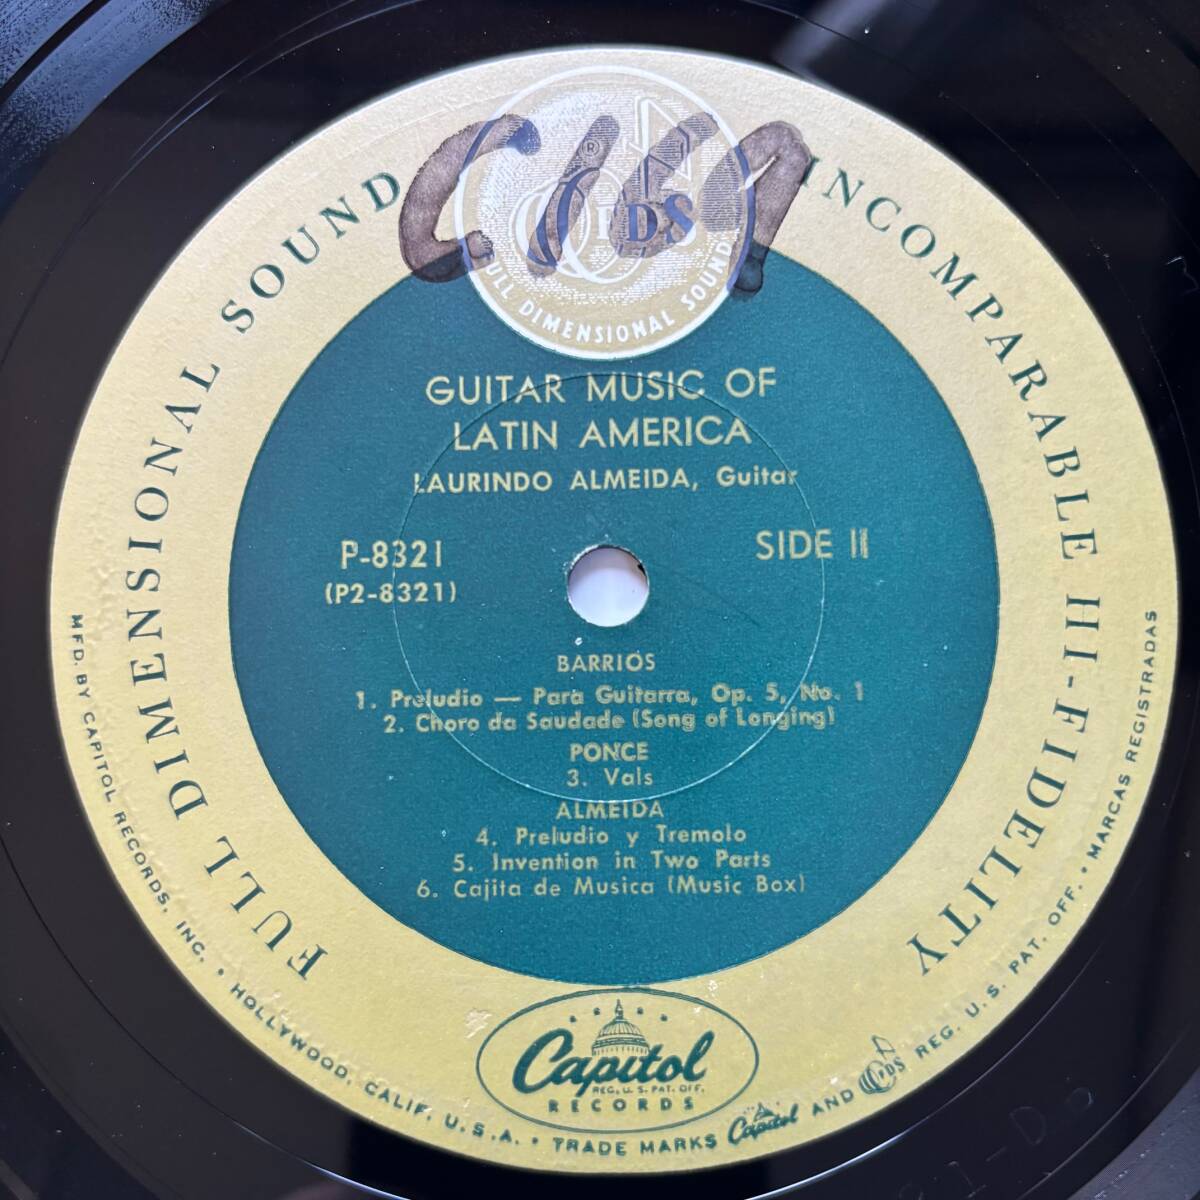 FULL DIMENSIONAL SOUND
INCOMPARABLE HI-FIDELITY
FDS
FULL DIMENSIONAL SOUND
GUITAR MUSIC OF
LATIN AMERICA
LAURINDO ALMEIDA, Guitar
P-8321
(P2-8321)
SIDE II
BARRIOS
1. Preludio — Para Guitarra, Op. 5, No. 1
2. Choro da Saudade (Song of Longing)
PONCE
3. Vals
ALMEIDA
4. Preludio y Tremolo
5. Invention in Two Parts
6. Cajita de Musica (Music Box)
Capitol
REG. U. S. PAT. OFF.
RECORDS
MFD. BY CAPITOL RECORDS, INC. • HOLLYWOOD, CALIF. U.S.A. • TRADE MARKS Capitol AND FDS REG. U.S. PAT. OFF. • MARCAS REGISTRADAS